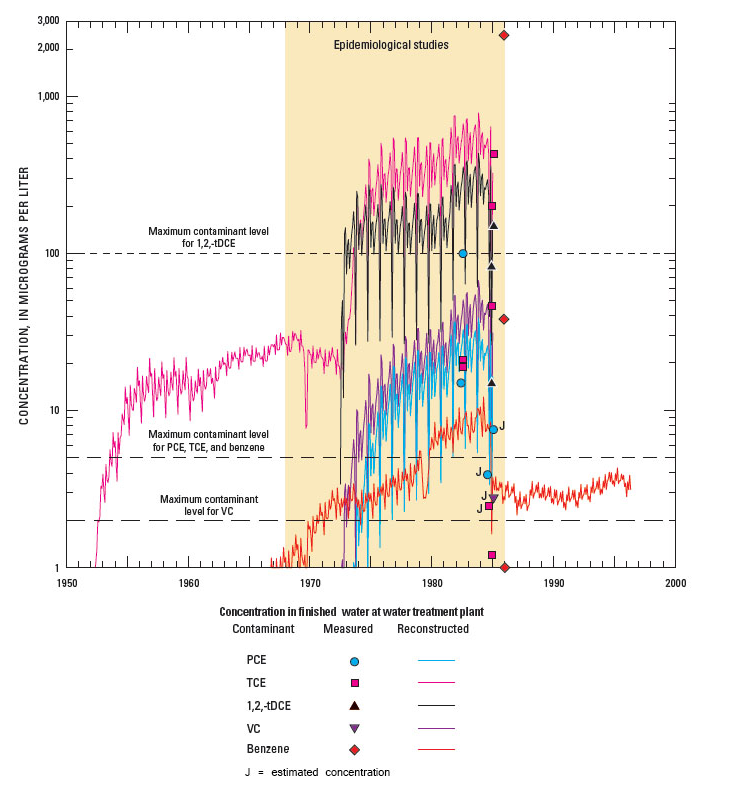 3,000
2,000
1,000
100
10
1
CONCENTRATION, IN MICROGRAMS PER LITER
Epidemiological studies
Maximum contaminant level
for 1,2,-tDCE
Maximum contaminant level
for PCE, TCE, and benzene
Maximum contaminant
level for VC
J
J
J
J
1950
1960
1970
1980
1990
2000
Concentration in finished water at water treatment plant
Contaminant Measured Reconstructed
PCE
TCE
1,2,-tDCE
VC
Benzene
J = estimated concentration